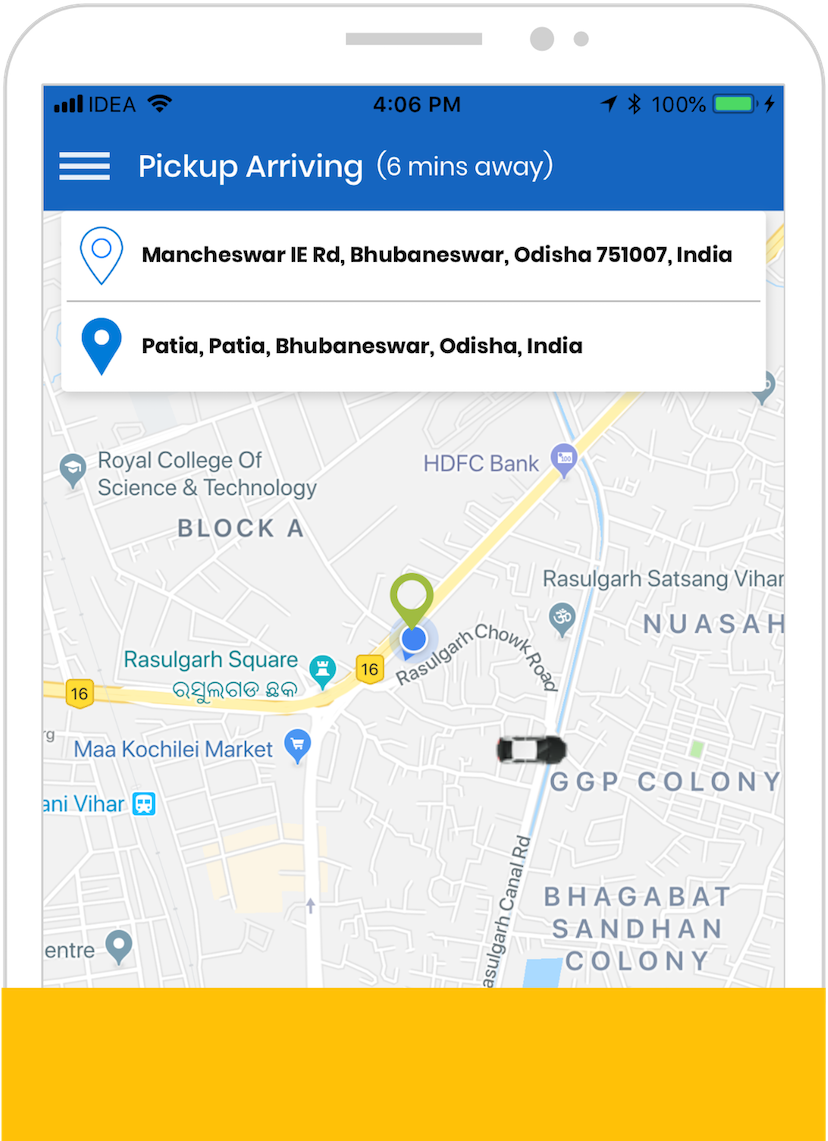 IDEA 4:06 PM 100%
Pickup Arriving (6 mins away)
Mancheswar IE Rd, Bhubaneswar, Odisha 751007, India
Patia, Patia, Bhubaneswar, Odisha, India
Royal College Of
Science & Technology
HDFC Bank
100
BLOCK A
Rasulgarh Satsang Vihar
NUASAH
Rasulgarh Chowk Road
Rasulgarh Square
ରସୁଲଗଡ ଛକ
16
16
rg
Maa Kochilei Market
GGP COLONY
ani Vihar
asulgarh Canal Rd
BHAGABAT
SANDHAN
COLONY
entre